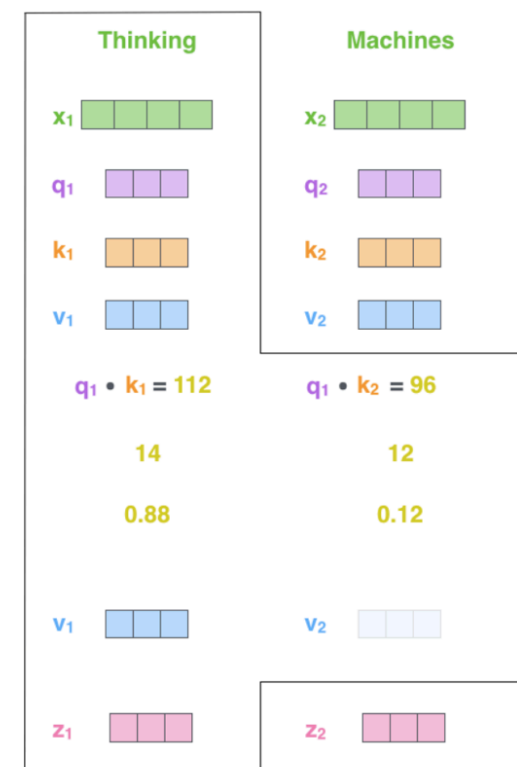 Thinking Machines
x₁ x₂
q₁ q₂
k₁ k₂
v₁ v₂
q₁ • k₁ = 112 q₁ • k₂ = 96
14 12
0.88 0.12
v₁ v₂
z₁ z₂